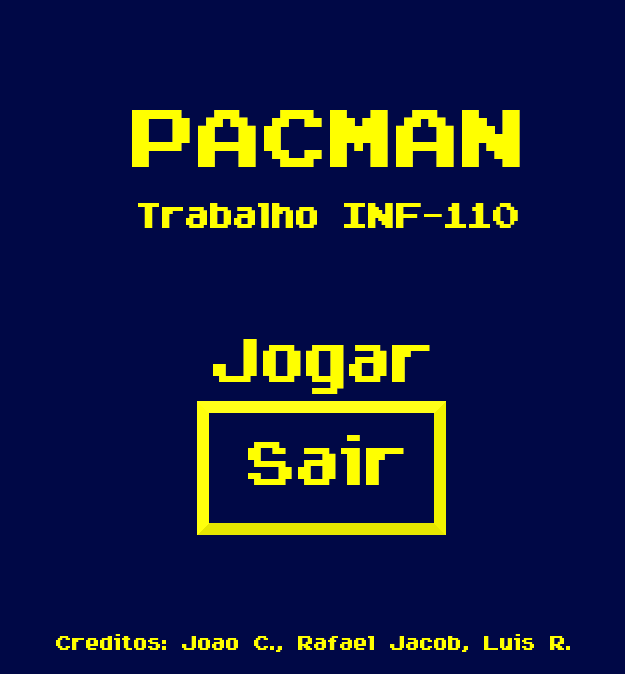 PACMAN
Trabalho INF-110
Jogar
Sair
Creditos: Joao C., Rafael Jacob, Luis R.